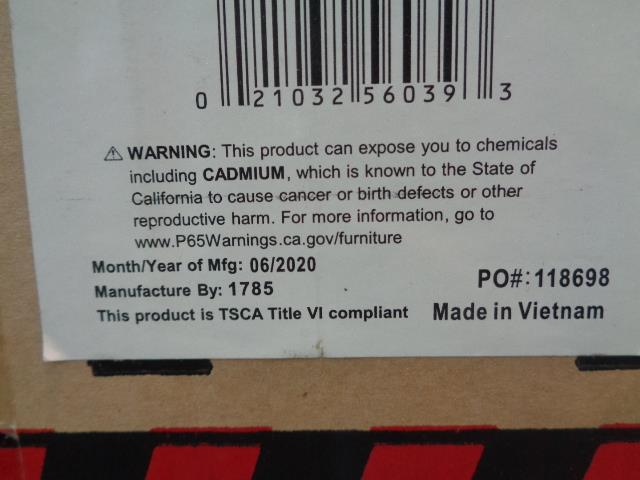 0 21032 56039 3
WARNING: This product can expose you to chemicals
including CADMIUM, which is known to the State of
California to cause cancer or birth defects or other
reproductive harm. For more information, go to
www.P65Warnings.ca.gov/furniture
Month/Year of Mfg: 06/2020
Manufacture By: 1785
PO#: 118698
This product is TSCA Title VI compliant
Made in Vietnam